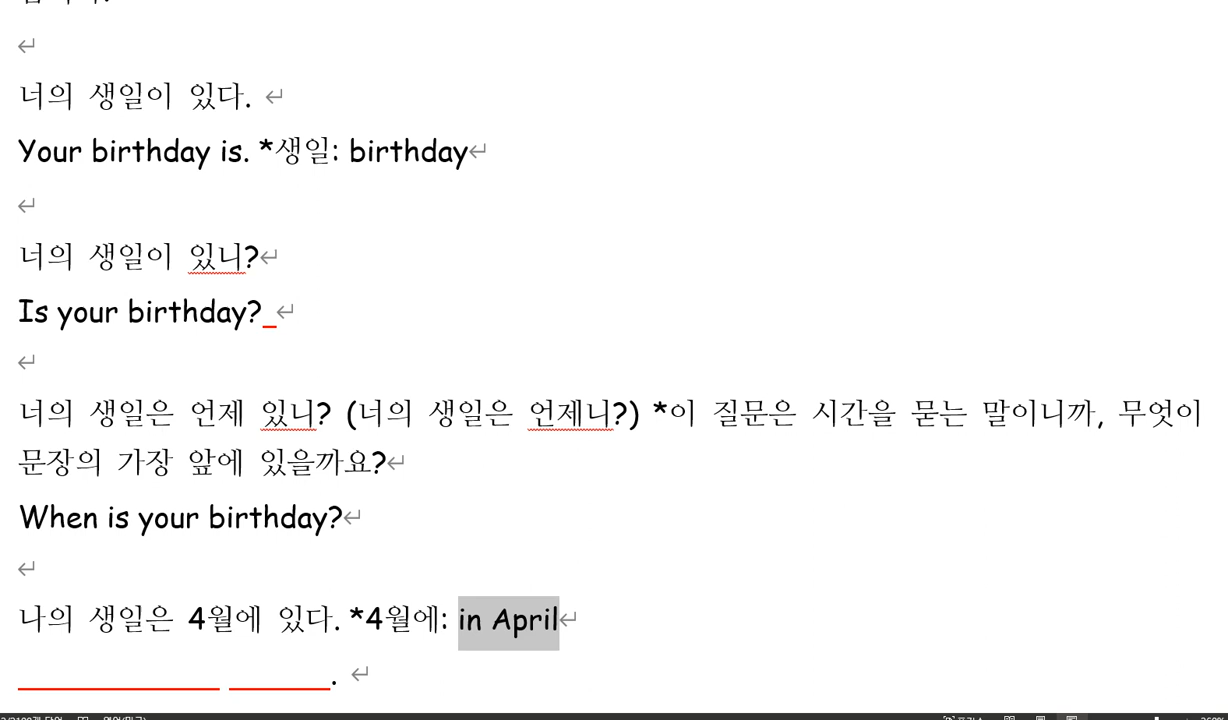 너의 생일이 있다.
Your birthday is. *생일: birthday
너의 생일이 있니?
Is your birthday?_
너의 생일은 언제 있니? (너의 생일은 언제니?) *이 질문은 시간을 묻는 말이니까, 무엇이
문장의 가장 앞에 있을까요?
When is your birthday?
나의 생일은 4월에 있다. *4월에: in April
____________ ______.